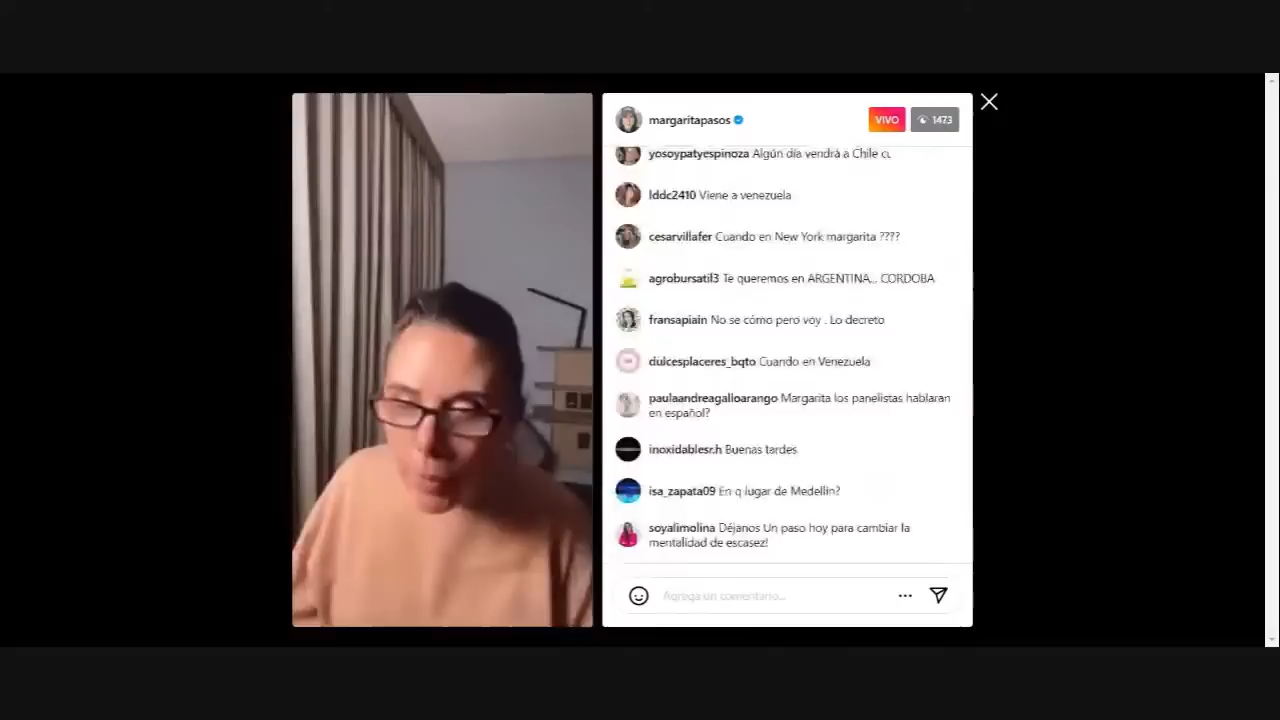 margaritapasos
VIVO
1473
yosoypatyespinoza Algún día vendrá a Chile
lddc2410 Viene a venezuela
cesarvillafer Cuando en New York margarita ????
agrobursatil3 Te queremos en ARGENTINA... CORDOBA
fransapiain No se cómo pero voy . Lo decreto
dulcesplaceres_bqto Cuando en Venezuela
paulaandreagalloarango Margarita los panelistas hablaran
en español?
inoxidablesr.h Buenas tardes
isa_zapata09 En q lugar de Medellin?
soyalimolina Déjanos Un paso hoy para cambiar la
mentalidad de escasez!
Agrega un comentario...